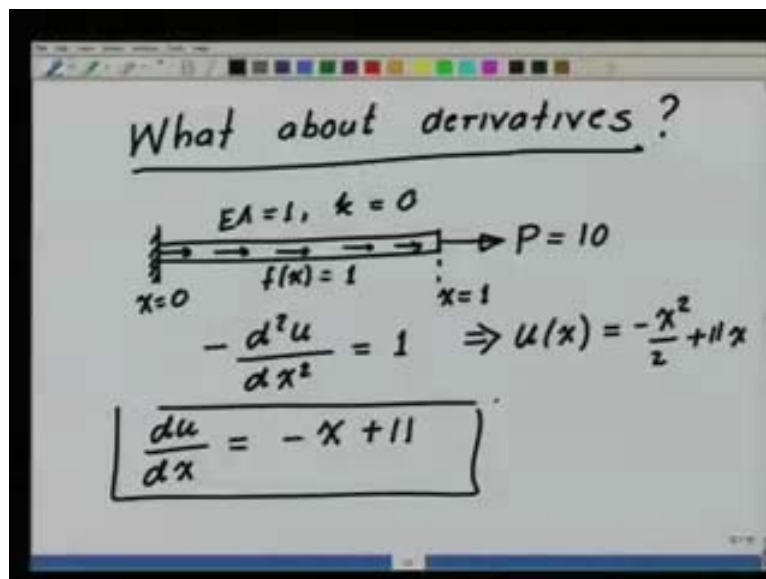 What about derivatives ?
EA = 1, k = 0
P = 10
f(x) = 1
x=0
x=1
- d²u/dx² = 1 ⇒ u(x) = -x²/2 + 11x
du/dx = - x + 11